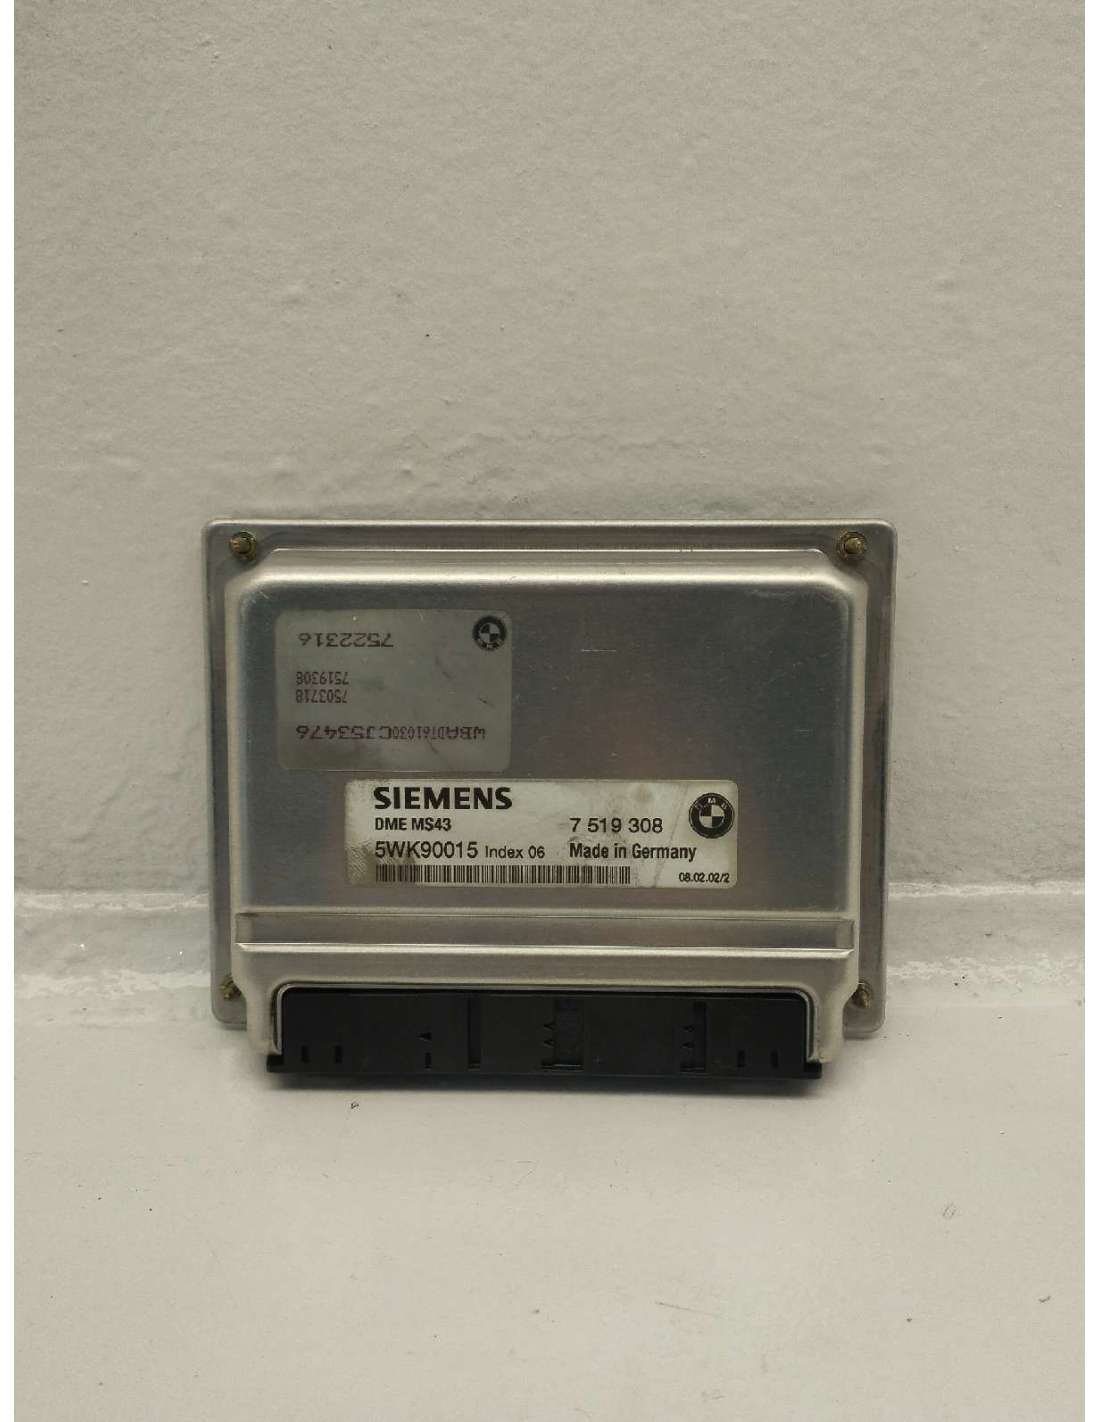 7522316
7519308
7503718
WBADT61030CJ53476
SIEMENS
DME MS43
7 519 308
5WK90015 Index 06
Made in Germany
08.02.02/2
BMW